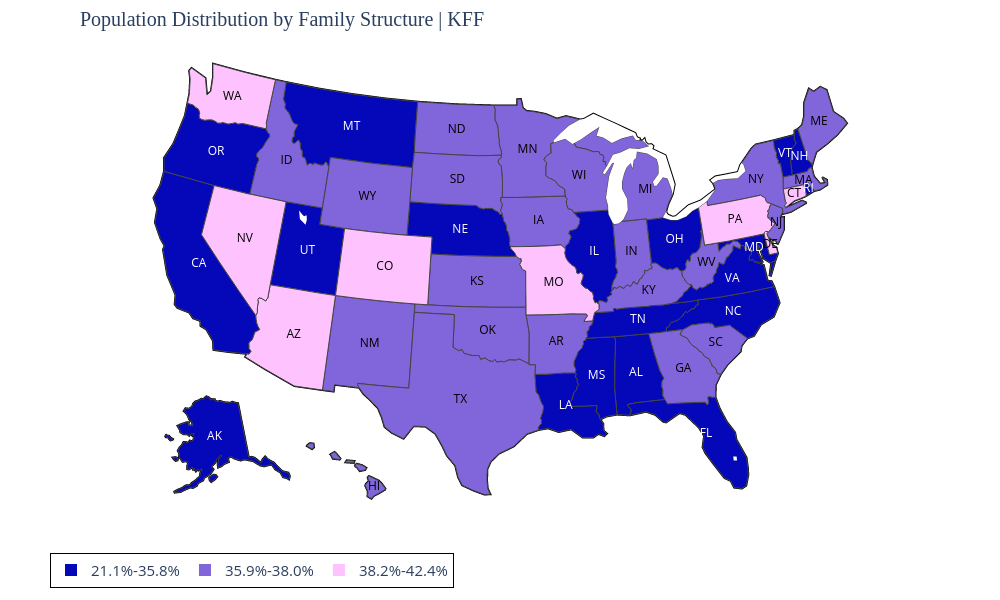 Population Distribution by Family Structure | KFF
WA
ME
MT
ND
OR
MN
VT
NH
ID
WI
NY
MA
SD
MI
CT
RI
WY
IA
PA
NJ
NE
NV
OH
DE
MD
UT
IL
IN
CA
CO
WV
VA
KS
MO
KY
NC
TN
AZ
OK
NM
AR
SC
GA
MS
AL
TX
LA
FL
AK
HI
21.1%-35.8% 35.9%-38.0% 38.2%-42.4%